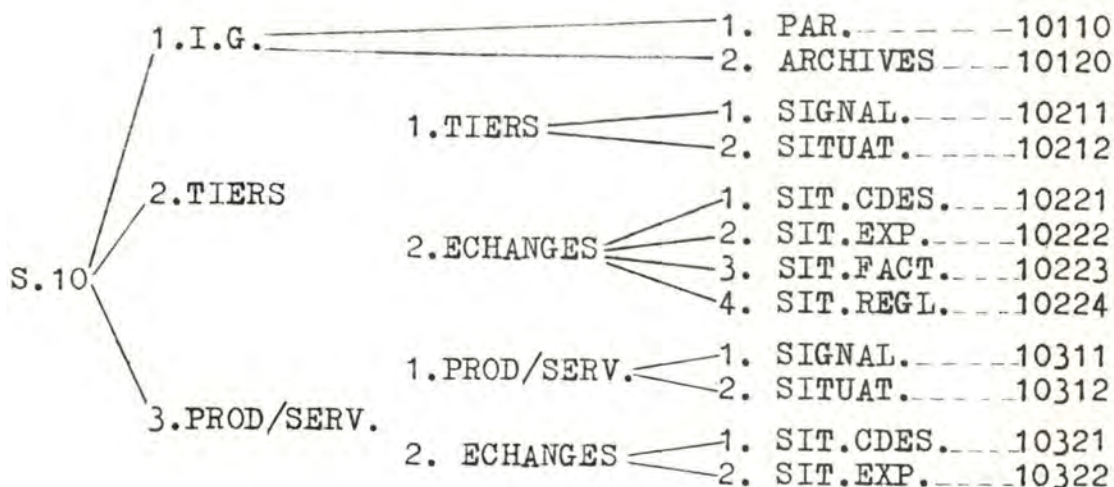 1.I.G. 1. PAR. 10110
2. ARCHIVES 10120
1.TIERS 1. SIGNAL. 10211
2. SITUAT. 10212
2.TIERS
1. SIT.CDES. 10221
2.ECHANGES 2. SIT.EXP. 10222
S.10 3. SIT.FACT. 10223
4. SIT.REGL. 10224
1.PROD/SERV. 1. SIGNAL. 10311
2. SITUAT. 10312
3.PROD/SERV.
2. ECHANGES 1. SIT.CDES. 10321
2. SIT.EXP. 10322